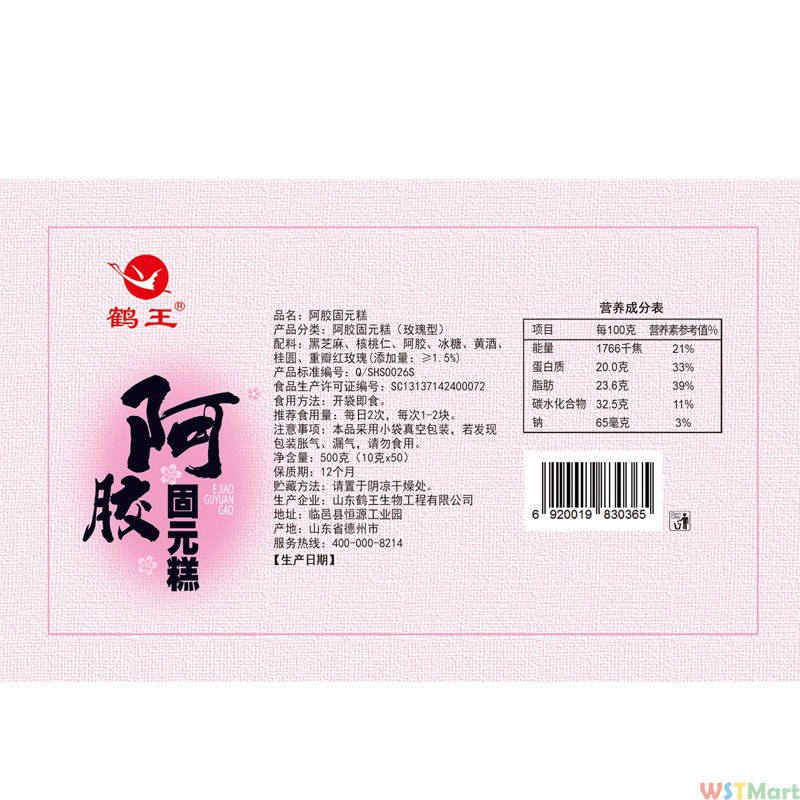 鹤王®
阿胶
固元糕
E JIAO
GUYUAN
GAO
品名：阿胶固元糕
产品分类：阿胶固元糕（玫瑰型）
配料：黑芝麻、核桃仁、阿胶、冰糖、黄酒、
桂圆、重瓣红玫瑰(添加量：≥1.5%)
产品标准编号：Q/SHS0026S
食品生产许可证编号：SC13137142400072
食用方法：开袋即食。
推荐食用量：每日2次，每次1-2块。
注意事项：本品采用小袋真空包装，若发现
包装胀气、漏气，请勿食用。
净含量：500克（10克x50）
保质期：12个月
贮藏方法：请置于阴凉干燥处。
生产企业：山东鹤王生物工程有限公司
地址：临邑县恒源工业园
产地：山东省德州市
服务热线：400-000-8214
【生产日期】
营养成分表
项目 每100克 营养素参考值%
能量 1766千焦 21%
蛋白质 20.0克 33%
脂肪 23.6克 39%
碳水化合物 32.5克 11%
钠 65毫克 3%
6 920019 830365
WSTMart